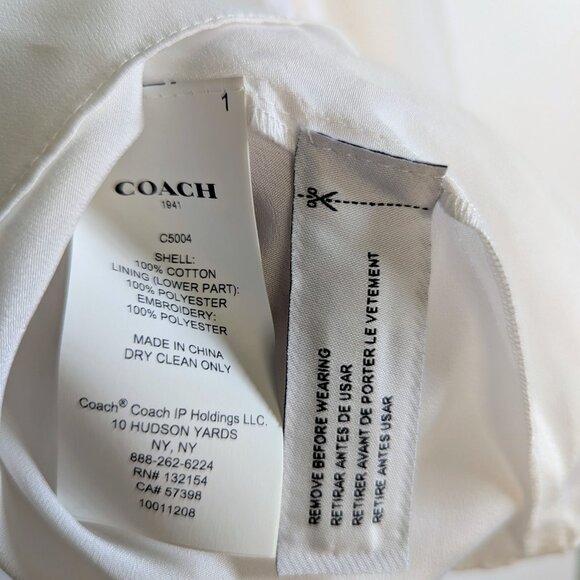 1
COACH
1941
C5004
SHELL:
100% COTTON
LINING (LOWER PART):
100% POLYESTER
EMBROIDERY:
100% POLYESTER
MADE IN CHINA
DRY CLEAN ONLY
Coach® Coach IP Holdings LLC.
10 HUDSON YARDS
NY, NY
888-262-6224
RN# 132154
CA# 57398
10011208
REMOVE BEFORE WEARING
RETIRAR ANTES DE USAR
RETIRER AVANT DE PORTER LE VETEMENT
RETIRE ANTES USAR